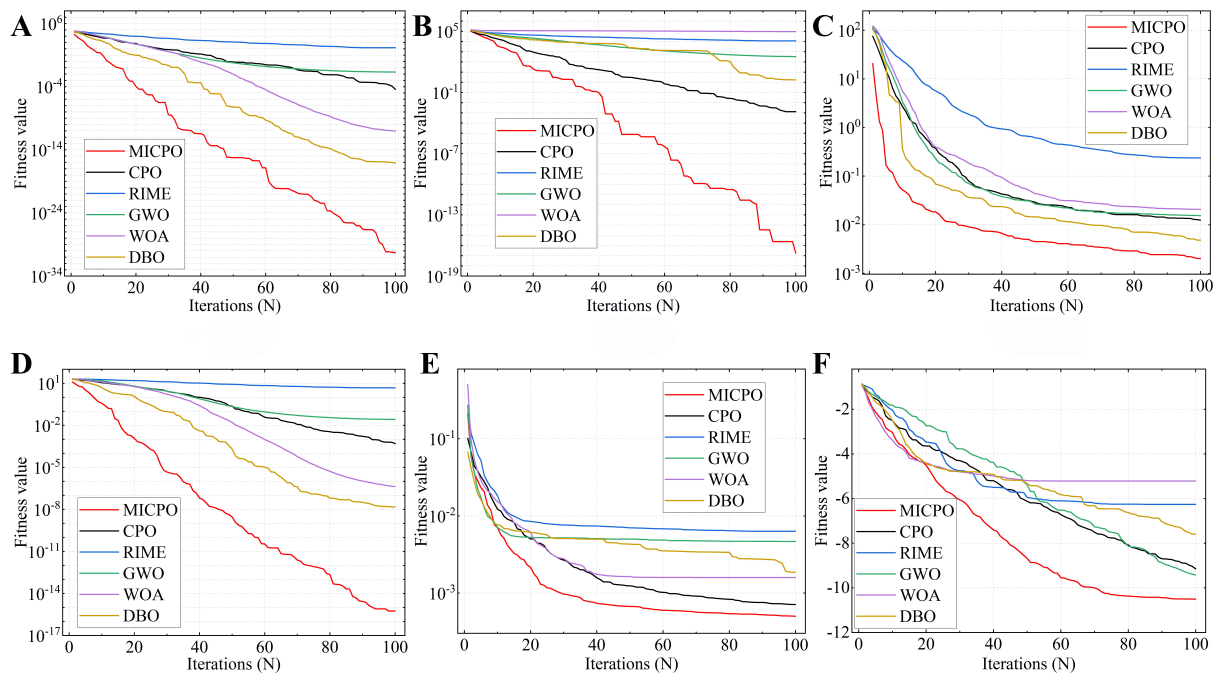 A
Fitness value
10^6
10^-4
10^-14
10^-24
10^-34
MICPO
CPO
RIME
GWO
WOA
DBO
0 20 40 60 80 100
Iterations (N)
B
Fitness value
10^5
10^-1
10^-7
10^-13
10^-19
MICPO
CPO
RIME
GWO
WOA
DBO
0 20 40 60 80 100
Iterations (N)
C
Fitness value
10^2
10^1
10^0
10^-1
10^-2
10^-3
MICPO
CPO
RIME
GWO
WOA
DBO
0 20 40 60 80 100
Iterations (N)
D
Fitness value
10^1
10^-2
10^-5
10^-8
10^-11
10^-14
10^-17
MICPO
CPO
RIME
GWO
WOA
DBO
0 20 40 60 80 100
Iterations (N)
E
Fitness value
10^-1
10^-2
10^-3
MICPO
CPO
RIME
GWO
WOA
DBO
0 20 40 60 80 100
Iterations (N)
F
Fitness value
-2
-4
-6
-8
-10
-12
MICPO
CPO
RIME
GWO
WOA
DBO
0 20 40 60 80 100
Iterations (N)